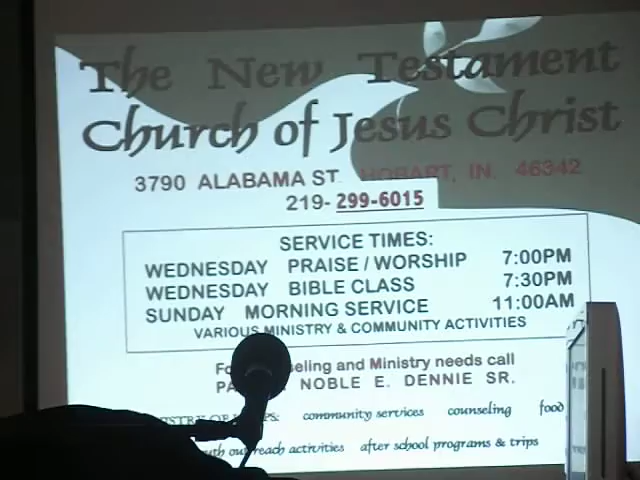 The New Testament
Church of Jesus Christ
3790 ALABAMA ST. HOBART, IN. 46342
219-299-6015
SERVICE TIMES:
WEDNESDAY PRAISE / WORSHIP 7:00PM
WEDNESDAY BIBLE CLASS 7:30PM
SUNDAY MORNING SERVICE 11:00AM
VARIOUS MINISTRY & COMMUNITY ACTIVITIES
and Ministry needs call
NOBLE E. DENNIE SR.
community services counseling food
activities after school programs & trips